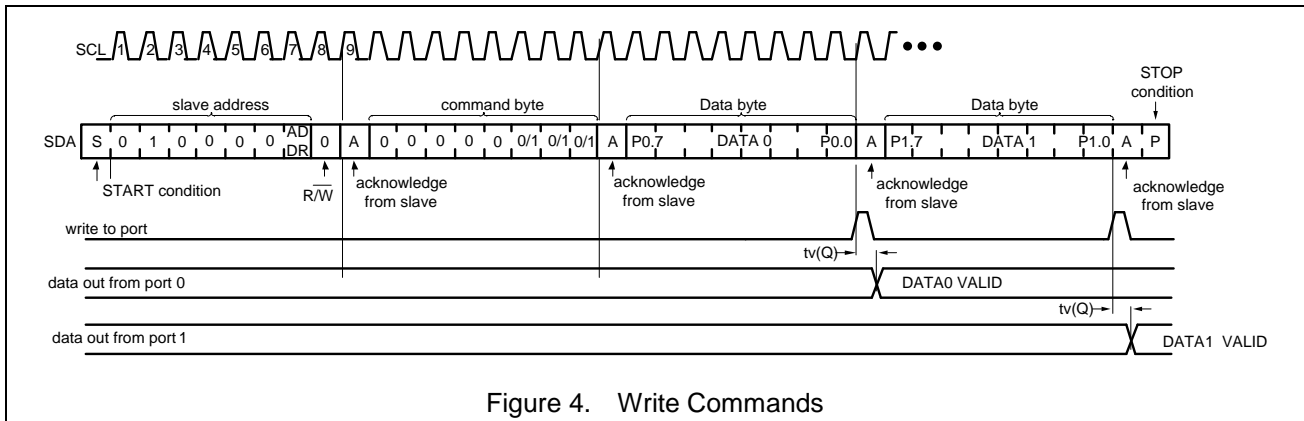 SCL 1 2 3 4 5 6 7 8 9
STOP
condition
slave address command byte Data byte Data byte
SDA S 0 1 0 0 0 0 AD DR 0 A 0 0 0 0 0 0/1 0/1 0/1 A P0.7 DATA 0 P0.0 A P1.7 DATA 1 P1.0 A P
START condition
R/W
acknowledge
from slave
acknowledge
from slave
acknowledge
from slave
acknowledge
from slave
write to port
tv(Q)
data out from port 0 DATA0 VALID
tv(Q)
data out from port 1 DATA1 VALID
Figure 4. Write Commands